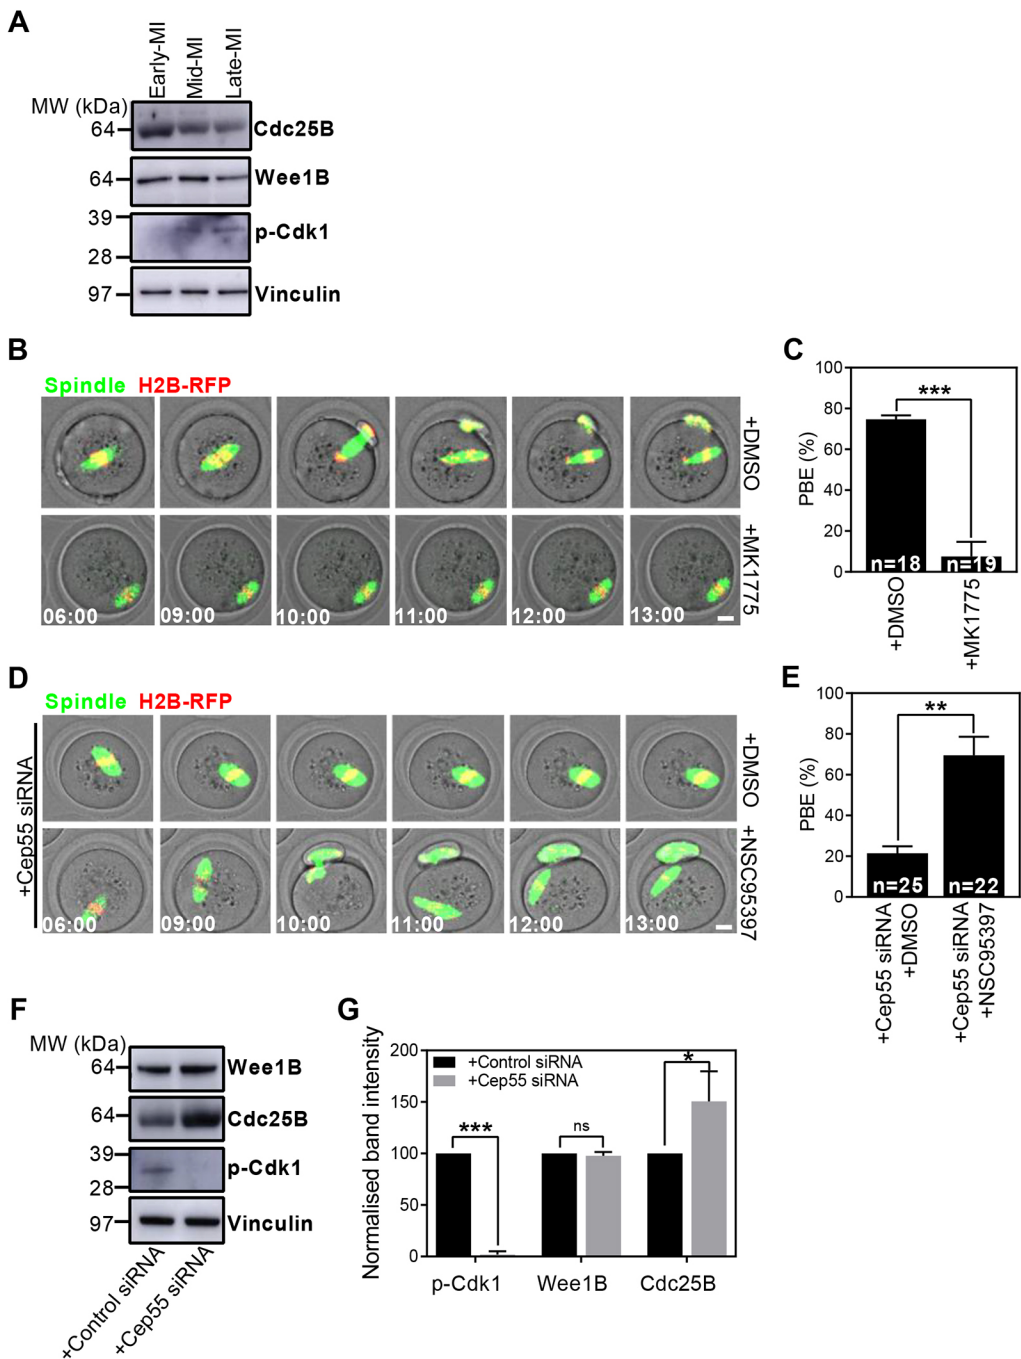 A
Early-MI
Mid-MI
Late-MI
MW (kDa)
64
Cdc25B
64
Wee1B
39
p-Cdk1
28
97
Vinculin
B
Spindle H2B-RFP
+DMSO
+MK1775
06:00
09:00
10:00
11:00
12:00
13:00
C
PBE (%)
100
80
60
40
20
0
***
n=18
n=19
+DMSO
+MK1775
D
Spindle H2B-RFP
+Cep55 siRNA
+DMSO
+NSC95397
06:00
09:00
10:00
11:00
12:00
13:00
E
PBE (%)
100
80
60
40
20
0
**
n=25
n=22
+Cep55 siRNA
+DMSO
+Cep55 siRNA
+NSC95397
F
MW (kDa)
64
Wee1B
64
Cdc25B
39
p-Cdk1
28
97
Vinculin
+Control siRNA
+Cep55 siRNA
G
Normalised band intensity
200
150
100
50
0
+Control siRNA
+Cep55 siRNA
***
ns
*
p-Cdk1
Wee1B
Cdc25B